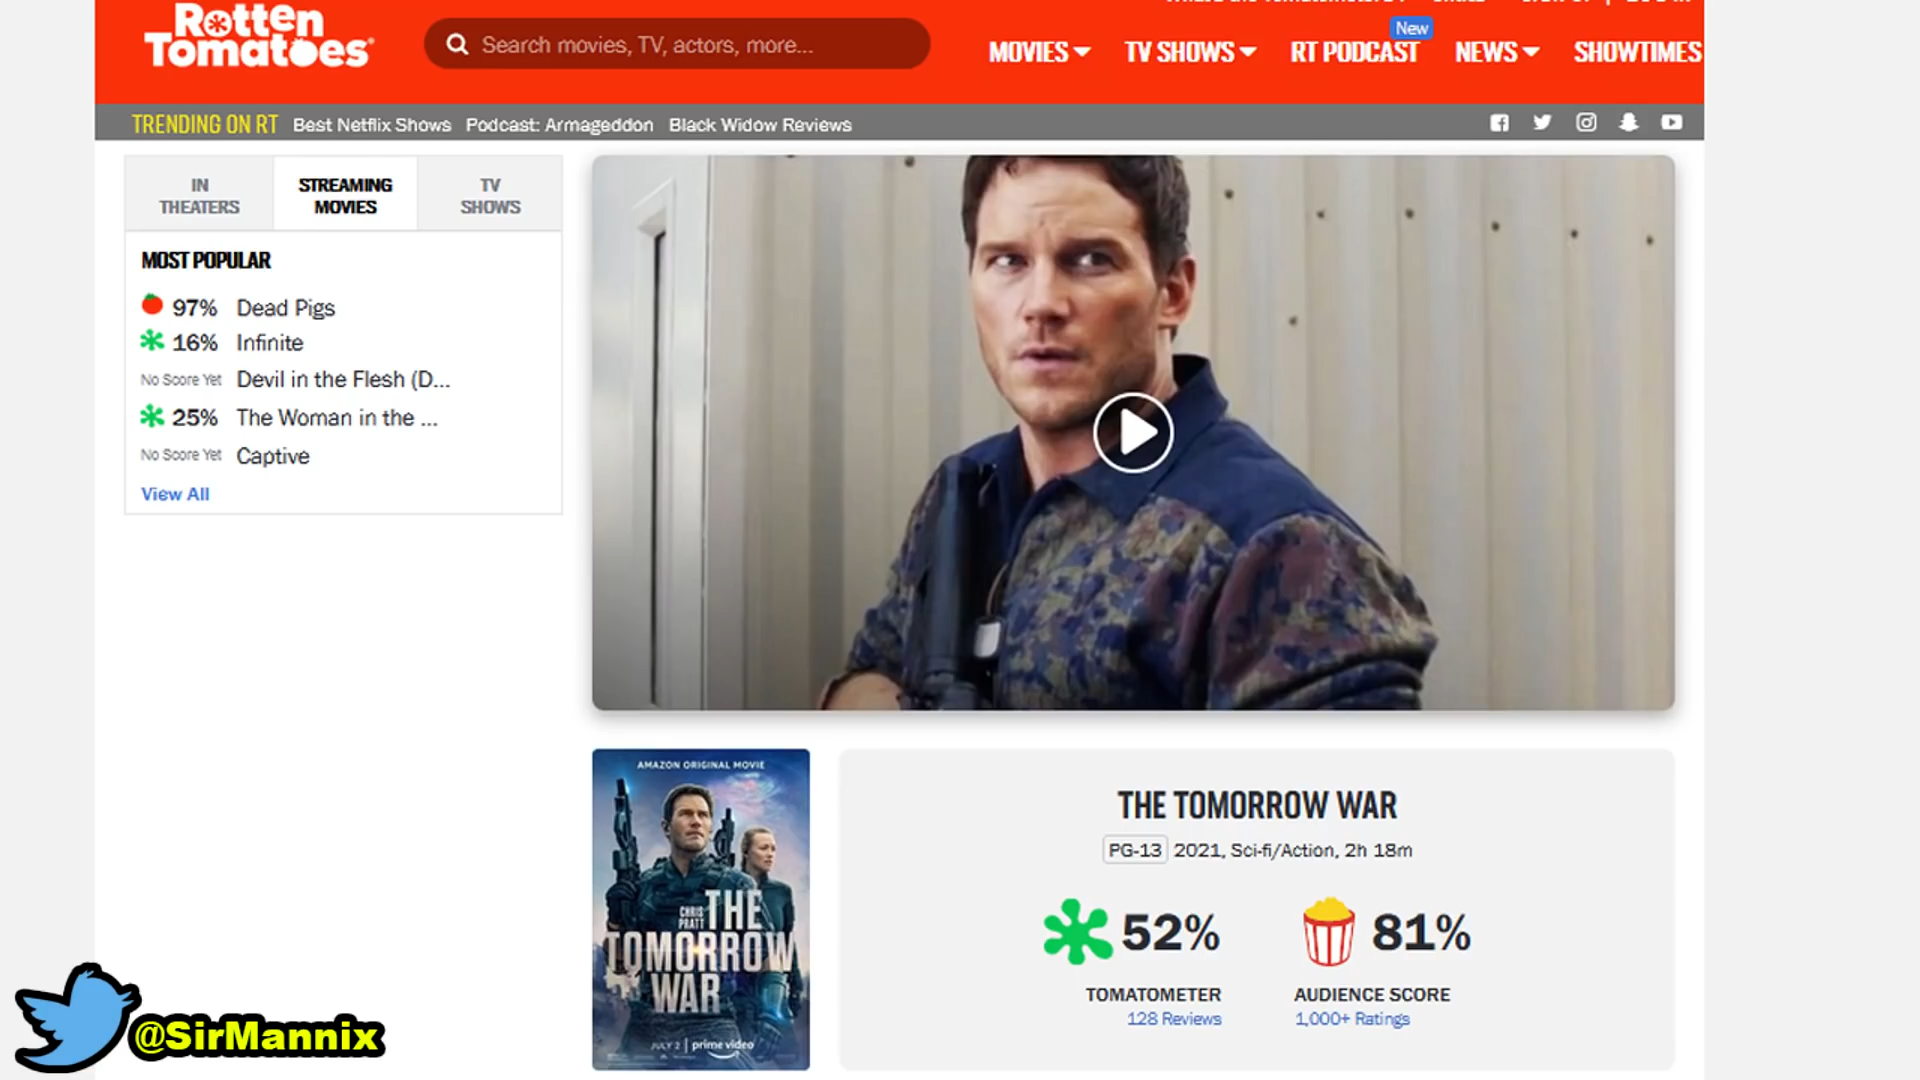 Rotten
Tomatoes
Search movies, TV, actors, more...
MOVIES
TV SHOWS
New
RT PODCAST
NEWS
SHOWTIMES
TRENDING ON RT
Best Netflix Shows
Podcast: Armageddon
Black Widow Reviews
IN
THEATERS
STREAMING
MOVIES
TV
SHOWS
MOST POPULAR
97% Dead Pigs
16% Infinite
No Score Yet Devil in the Flesh (D...
25% The Woman in the ...
No Score Yet Captive
View All
AMAZON ORIGINAL MOVIE
CHRIS
PRATT
THE
TOMORROW
WAR
JULY 2 | prime video
THE TOMORROW WAR
PG-13 2021, Sci-fi/Action, 2h 18m
52%
TOMATOMETER
128 Reviews
81%
AUDIENCE SCORE
1,000+ Ratings
@SirMannix